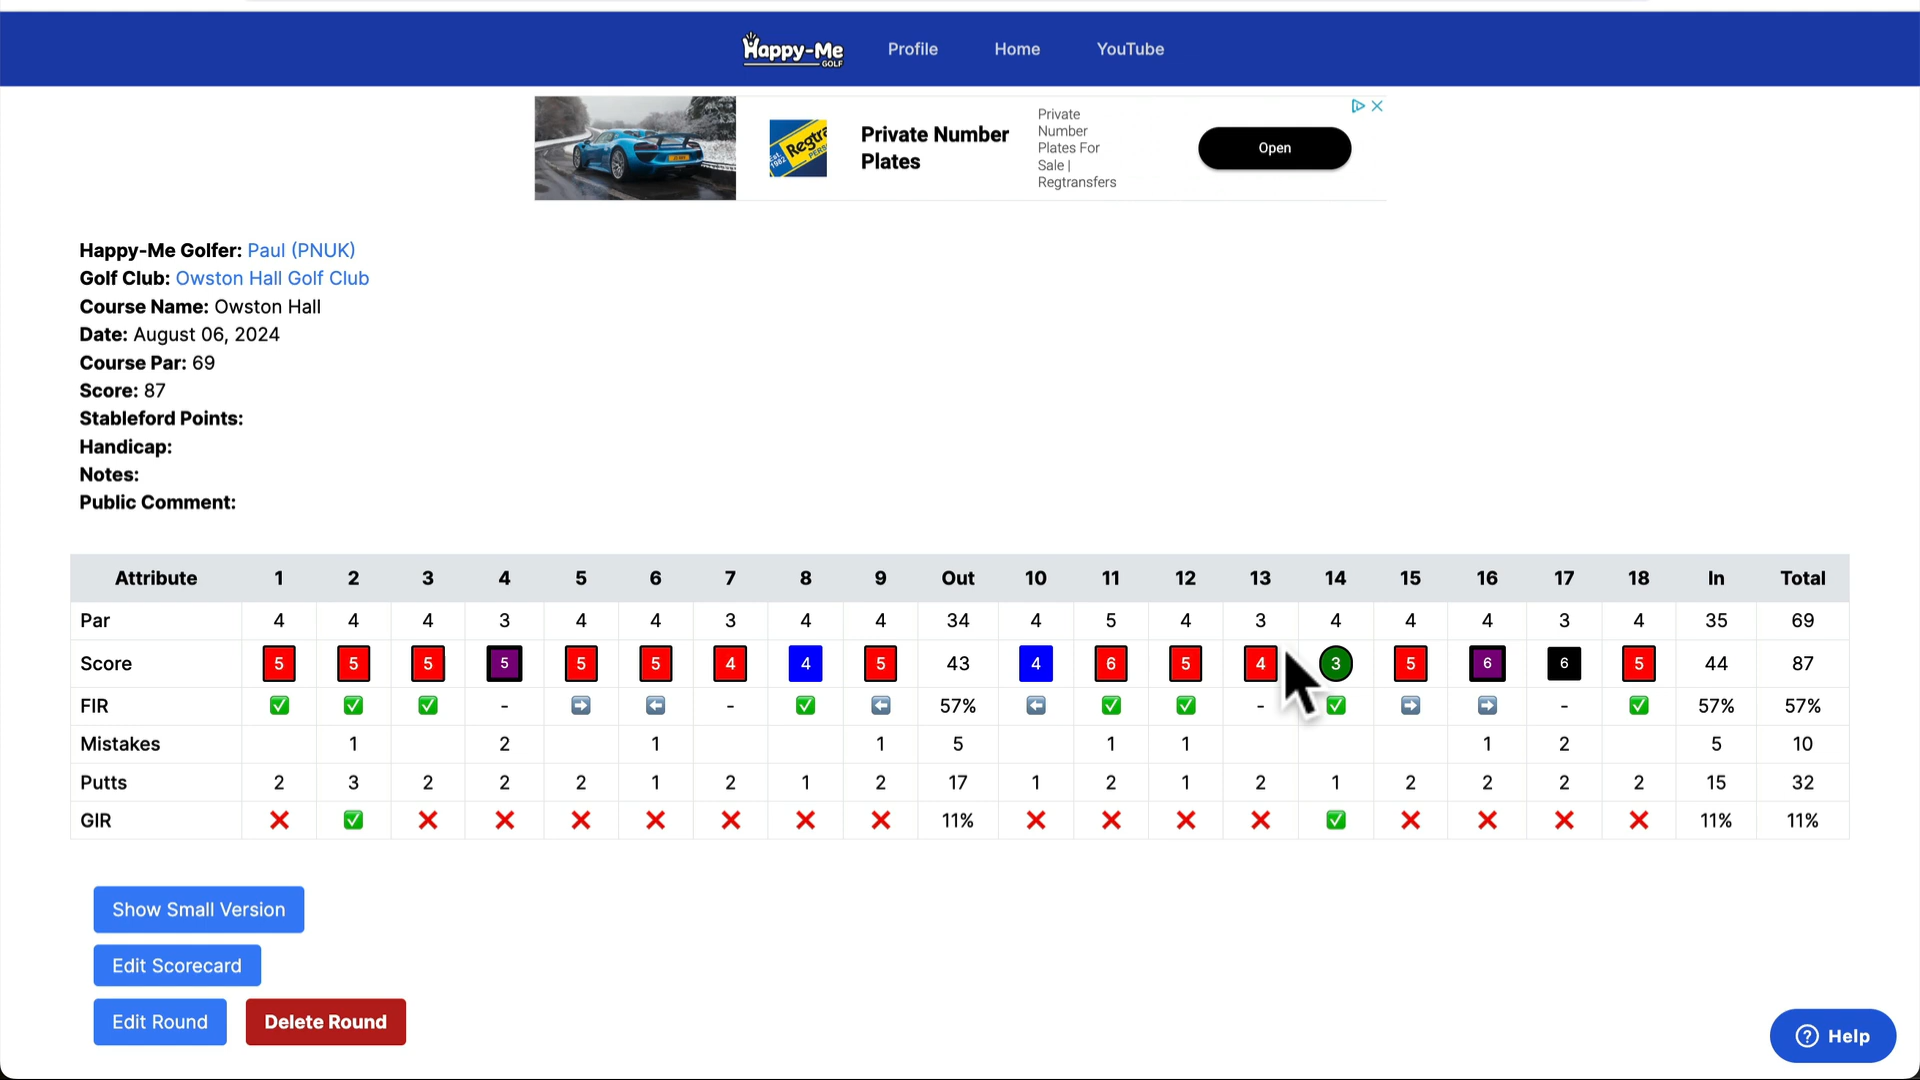 Happy-Me
GOLF
Profile
Home
YouTube
Est. 1982
Regtra
PERS
Private Number
Plates
Private
Number
Plates For
Sale |
Regtransfers
Open
Happy-Me Golfer: Paul (PNUK)
Golf Club: Owston Hall Golf Club
Course Name: Owston Hall
Date: August 06, 2024
Course Par: 69
Score: 87
Stableford Points:
Handicap:
Notes:
Public Comment:
Attribute 1 2 3 4 5 6 7 8 9 Out 10 11 12 13 14 15 16 17 18 In Total
Par 4 4 4 3 4 4 3 4 4 34 4 5 4 3 4 4 4 3 4 35 69
Score 5 5 5 5 5 5 4 4 5 43 4 6 5 4 3 5 6 6 5 44 87
FIR - - 57% - - 57% 57%
Mistakes 1 2 1 1 5 1 1 1 2 5 10
Putts 2 3 2 2 2 1 2 1 2 17 1 2 1 2 1 2 2 2 2 15 32
GIR 11% 11% 11%
Show Small Version
Edit Scorecard
Edit Round
Delete Round
? Help